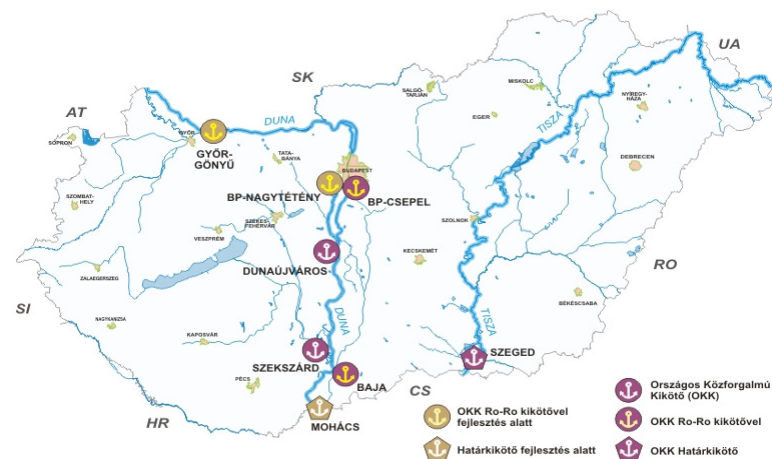 UA
SK
MISKOLC
SALGÓ-
TARJÁN
NYÍREGY-
HÁZA
AT
DUNA
TISZA
EGER
SOPRON
GYŐR
GYŐR-
GÖNYŰ
TATA-
BÁNYA
BUDAPEST
DEBRECEN
BP-NAGYTÉTÉNY
BP-CSEPEL
SZOMBAT-
HELY
SZÉKES-
FEHÉRVÁR
SZOLNOK
VESZPRÉM
KECSKEMÉT
DUNAÚJVÁROS
RO
ZALAEGERSZEG
SI
BÉKÉSCSABA
NAGYKANIZSA
DUNA
TISZA
KAPOSVÁR
SZEGED
SZEKSZÁRD
PÉCS
BAJA
CS
HR
MOHÁCS
Országos Közforgalmú
Kikötő (OKK)
OKK Ro-Ro kikötővel
fejlesztés alatt
OKK Ro-Ro kikötővel
Határkikötő fejlesztés alatt
OKK Határkikötő